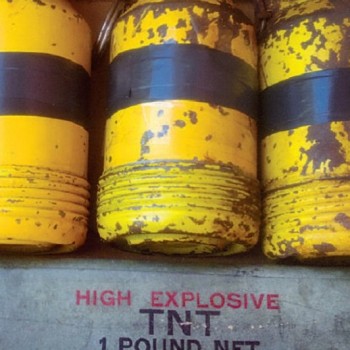 HIGH EXPLOSIVE
TNT
1 POUND NET